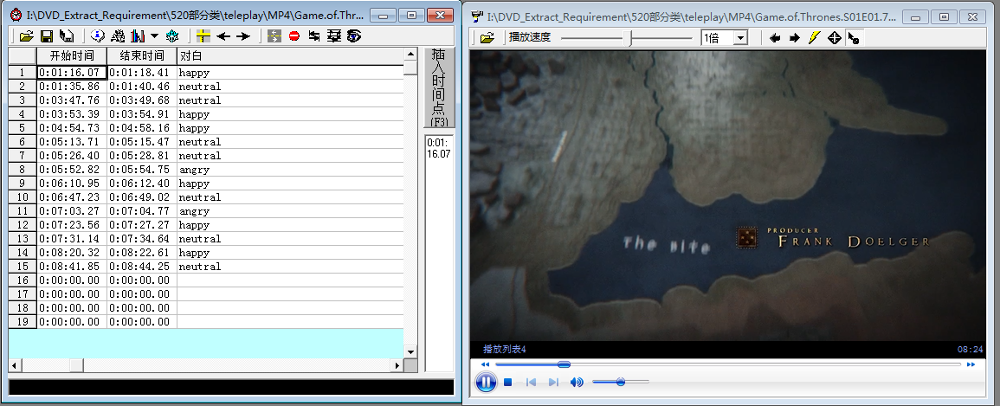 I:\DVD_Extract_Requirement\520部分类\teleplay\MP4\Game.of.Thr...
开始时间 结束时间 对白
1 0:01:16.07 0:01:18.41 happy
2 0:01:35.86 0:01:40.46 neutral
3 0:03:47.76 0:03:49.68 neutral
4 0:03:53.39 0:03:54.91 happy
5 0:04:54.73 0:04:58.16 happy
6 0:05:13.71 0:05:15.47 neutral
7 0:05:26.40 0:05:28.81 neutral
8 0:05:52.82 0:05:54.75 angry
9 0:06:10.95 0:06:12.40 happy
10 0:06:47.23 0:06:49.02 neutral
11 0:07:03.27 0:07:04.77 angry
12 0:07:23.56 0:07:27.27 happy
13 0:07:31.14 0:07:34.64 neutral
14 0:08:20.32 0:08:22.61 happy
15 0:08:41.85 0:08:44.25 neutral
16 0:00:00.00 0:00:00.00
17 0:00:00.00 0:00:00.00
18 0:00:00.00 0:00:00.00
19 0:00:00.00 0:00:00.00
插入时间点(F3)
0:01:
16.07
I:\DVD_Extract_Requirement\520部分类\teleplay\MP4\Game.of.Thrones.S01E01.7...
播放速度 1倍
PRODUCER
FRANK DOELGER
The Bite
播放列表4 08:24